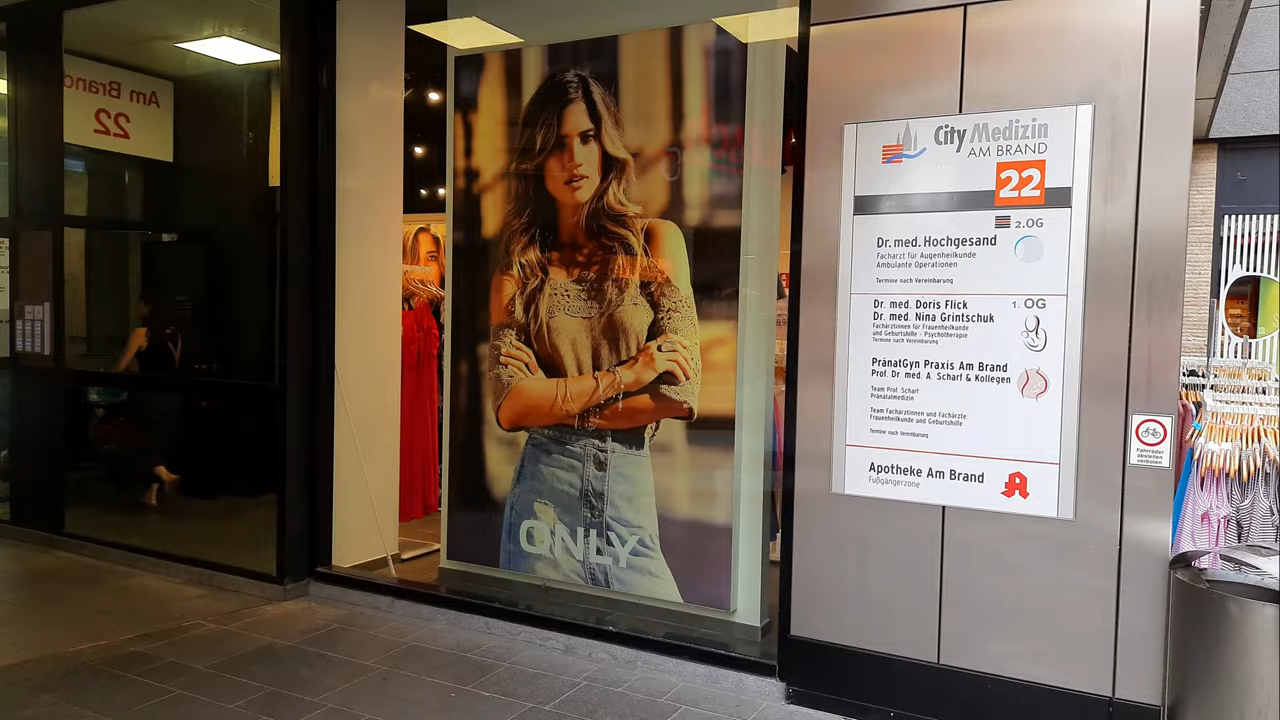 Am Brand
22
ONLY
City Medizin
AM BRAND
22
2.OG
Dr. med. Hochgesand
Facharzt für Augenheilkunde
Ambulante Operationen
Termine nach Vereinbarung
Dr. med. Doris Flick
1. OG
Dr. med. Nina Grintschuk
Fachärztinnen für Frauenheilkunde
und Geburtshilfe - Psychotherapie
Termine nach Vereinbarung
PränatGyn Praxis Am Brand
Prof. Dr. med. A. Scharf & Kollegen
Team Prof. Scharf
Pränatalmedizin
Team Fachärztinnen und Fachärzte:
Frauenheilkunde und Geburtshilfe
Termine nach Vereinbarung
Apotheke Am Brand
Fußgängerzone
Fahrräder
abstellen
verboten